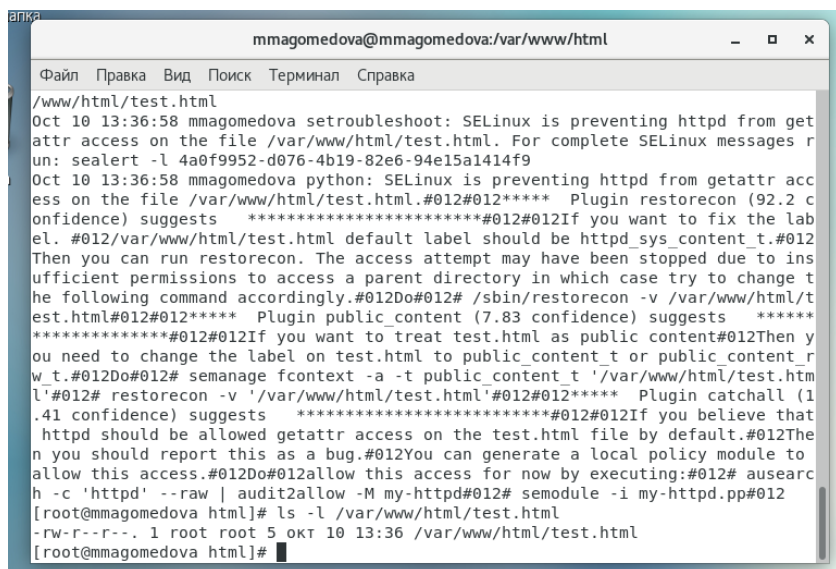 апка
mmagomedova@mmagomedova:/var/www/html
Файл Правка Вид Поиск Терминал Справка
/www/html/test.html
Oct 10 13:36:58 mmagomedova setroubleshoot: SELinux is preventing httpd from get
attr access on the file /var/www/html/test.html. For complete SELinux messages r
un: sealert -l 4a0f9952-d076-4b19-82e6-94e15a1414f9
Oct 10 13:36:58 mmagomedova python: SELinux is preventing httpd from getattr acc
ess on the file /var/www/html/test.html.#012#012*****  Plugin restorecon (92.2 c
onfidence) suggests   ************************#012#012If you want to fix the lab
el. #012/var/www/html/test.html default label should be httpd_sys_content_t.#012
Then you can run restorecon. The access attempt may have been stopped due to ins
ufficient permissions to access a parent directory in which case try to change t
he following command accordingly.#012Do#012# /sbin/restorecon -v /var/www/html/t
est.html#012#012*****  Plugin public_content (7.83 confidence) suggests   ******
**************#012#012If you want to treat test.html as public content#012Then y
ou need to change the label on test.html to public_content_t or public_content_r
w_t.#012Do#012# semanage fcontext -a -t public_content_t '/var/www/html/test.htm
l'#012# restorecon -v '/var/www/html/test.html'#012#012*****  Plugin catchall (1
.41 confidence) suggests   **************************#012#012If you believe that
 httpd should be allowed getattr access on the test.html file by default.#012The
n you should report this as a bug.#012You can generate a local policy module to 
allow this access.#012Do#012allow this access for now by executing:#012# ausearc
h -c 'httpd' --raw | audit2allow -M my-httpd#012# semodule -i my-httpd.pp#012
[root@mmagomedova html]# ls -l /var/www/html/test.html
-rw-r--r--. 1 root root 5 окт 10 13:36 /var/www/html/test.html
[root@mmagomedova html]#